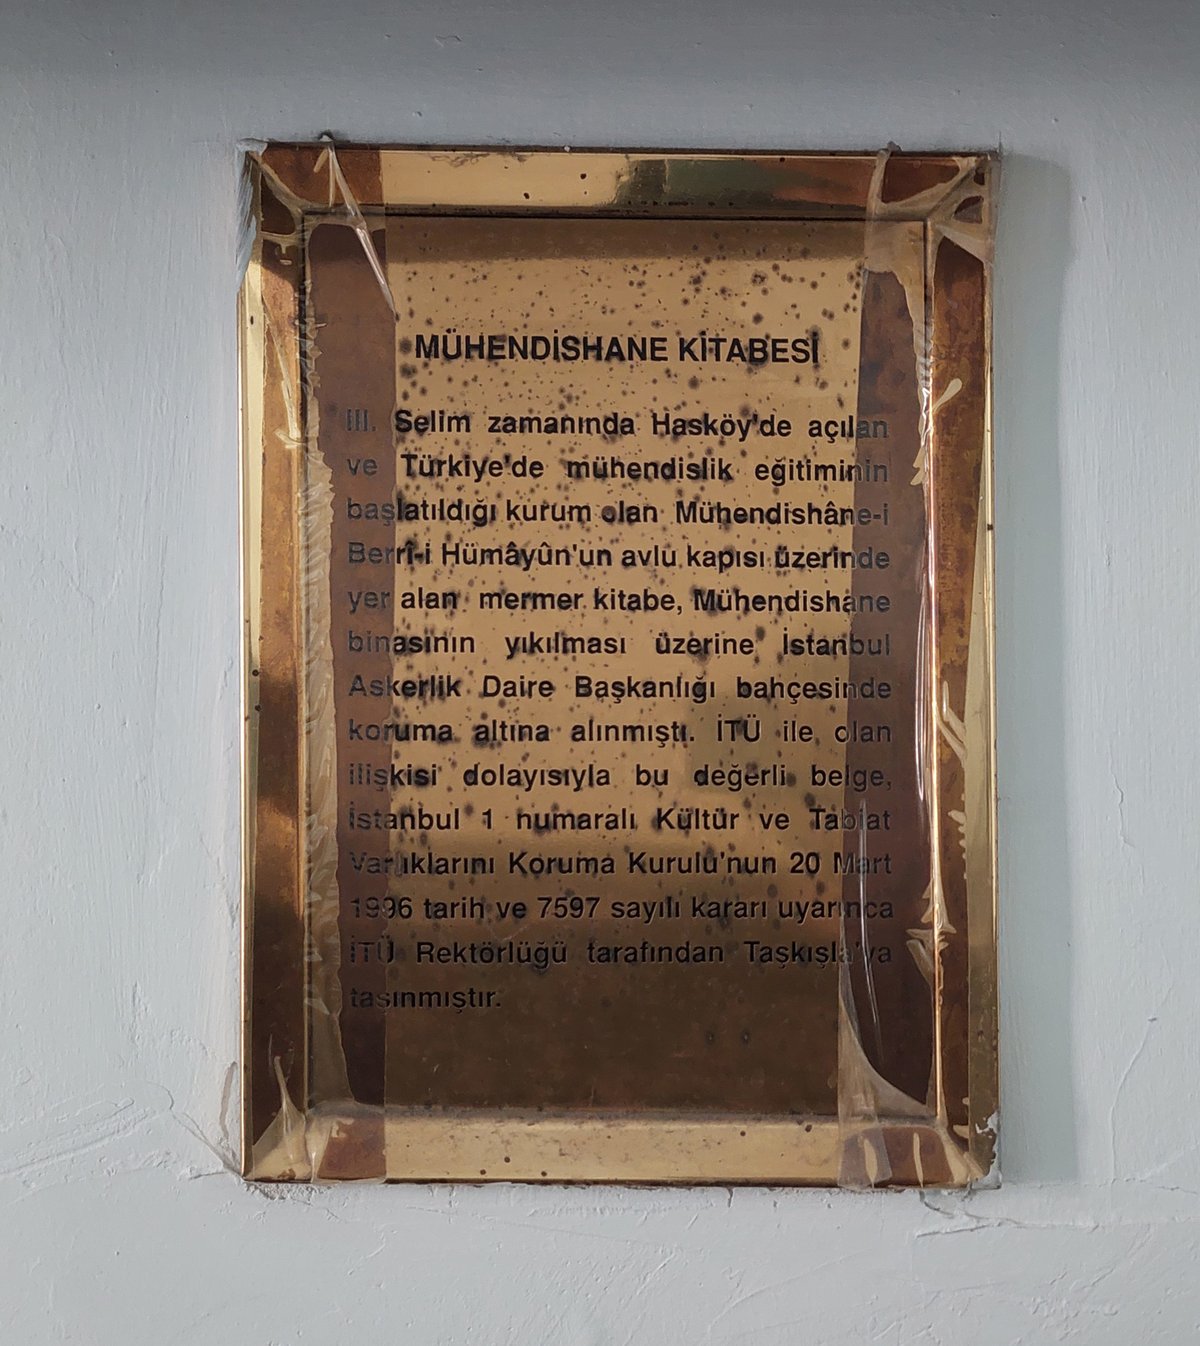 MÜHENDİSHANE KİTABESİ
III. Selim zamanında Hasköy'de açılan
ve Türkiye'de mühendislik eğitiminin
başlatıldığı kurum olan Mühendishâne-i
Berrî-i Hümâyûn'un avlu kapısı üzerinde
yer alan mermer kitabe, Mühendishane
binasının yıkılması üzerine İstanbul
Askerlik Daire Başkanlığı bahçesinde
koruma altına alınmıştı. İTÜ ile olan
ilişkisi dolayısıyla bu değerli belge,
İstanbul 1 numaralı Kültür ve Tabiat
Varlıklarını Koruma Kurulu'nun 20 Mart
1996 tarih ve 7597 sayılı kararı uyarınca
İTÜ Rektörlüğü tarafından Taşkışla'ya
taşınmıştır.